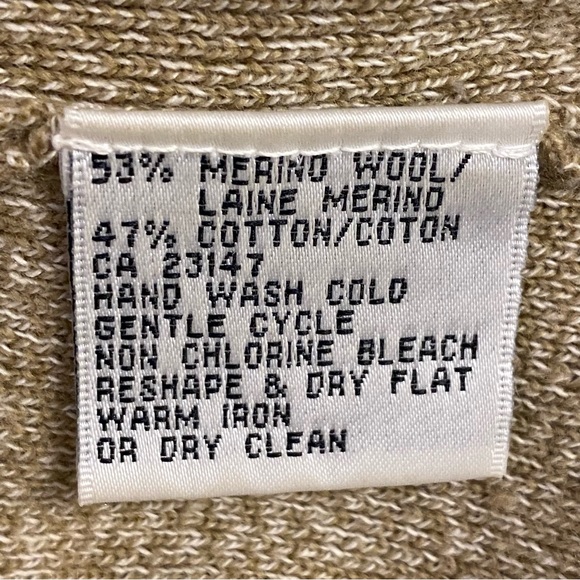 53% MERINO WOOL/
LAINE MERINO
47% COTTON/COTON
CA 23147
HAND WASH COLD
GENTLE CYCLE
NON CHLORINE BLEACH
RESHAPE & DRY FLAT
WARM IRON
OR DRY CLEAN